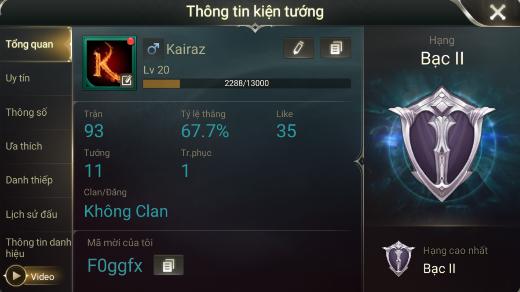 Thông tin kiện tướng
Tổng quan
Uy tín
Thông số
Ưa thích
Danh thiếp
Lịch sử đấu
Thông tin danh
hiệu
Video
K
Kairaz
Lv 20
2288/13000
Trận
Tỷ lệ thắng
Like
93
67.7%
35
Tướng
Tr.phục
11
1
Clan/Đảng
Không Clan
Mã mời của tôi
F0ggfx
Hạng
Bạc II
Hạng cao nhất
Bạc II